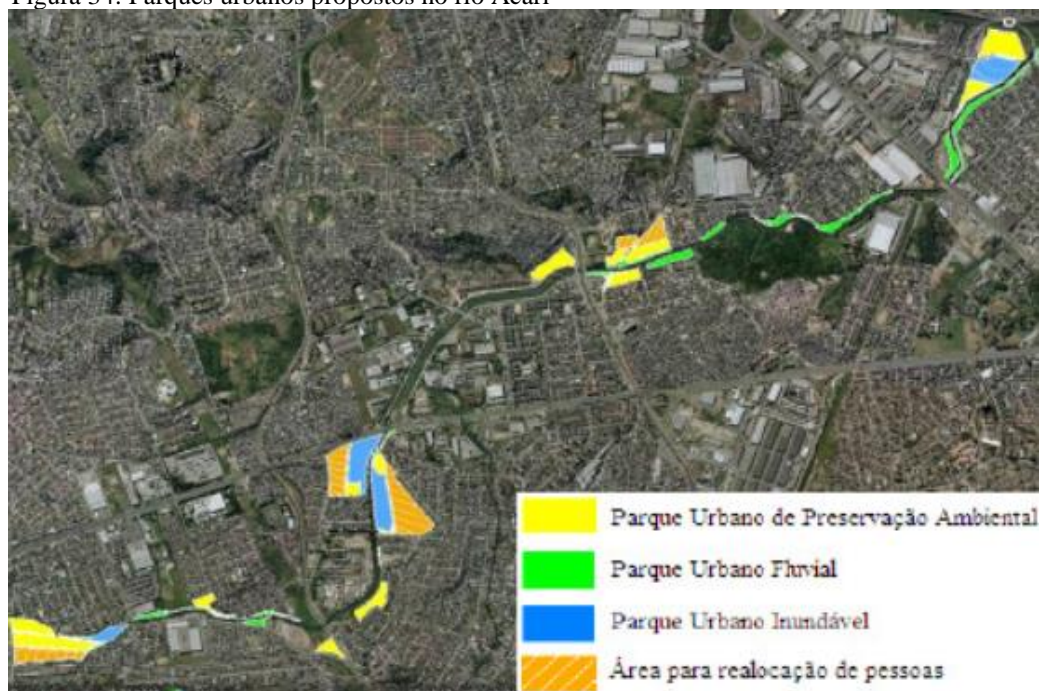 Figura 34: Parques urbanos propostos no rio Acari
Parque Urbano de Preservação Ambiental
Parque Urbano Fluvial
Parque Urbano Inundável
Área para realocação de pessoas